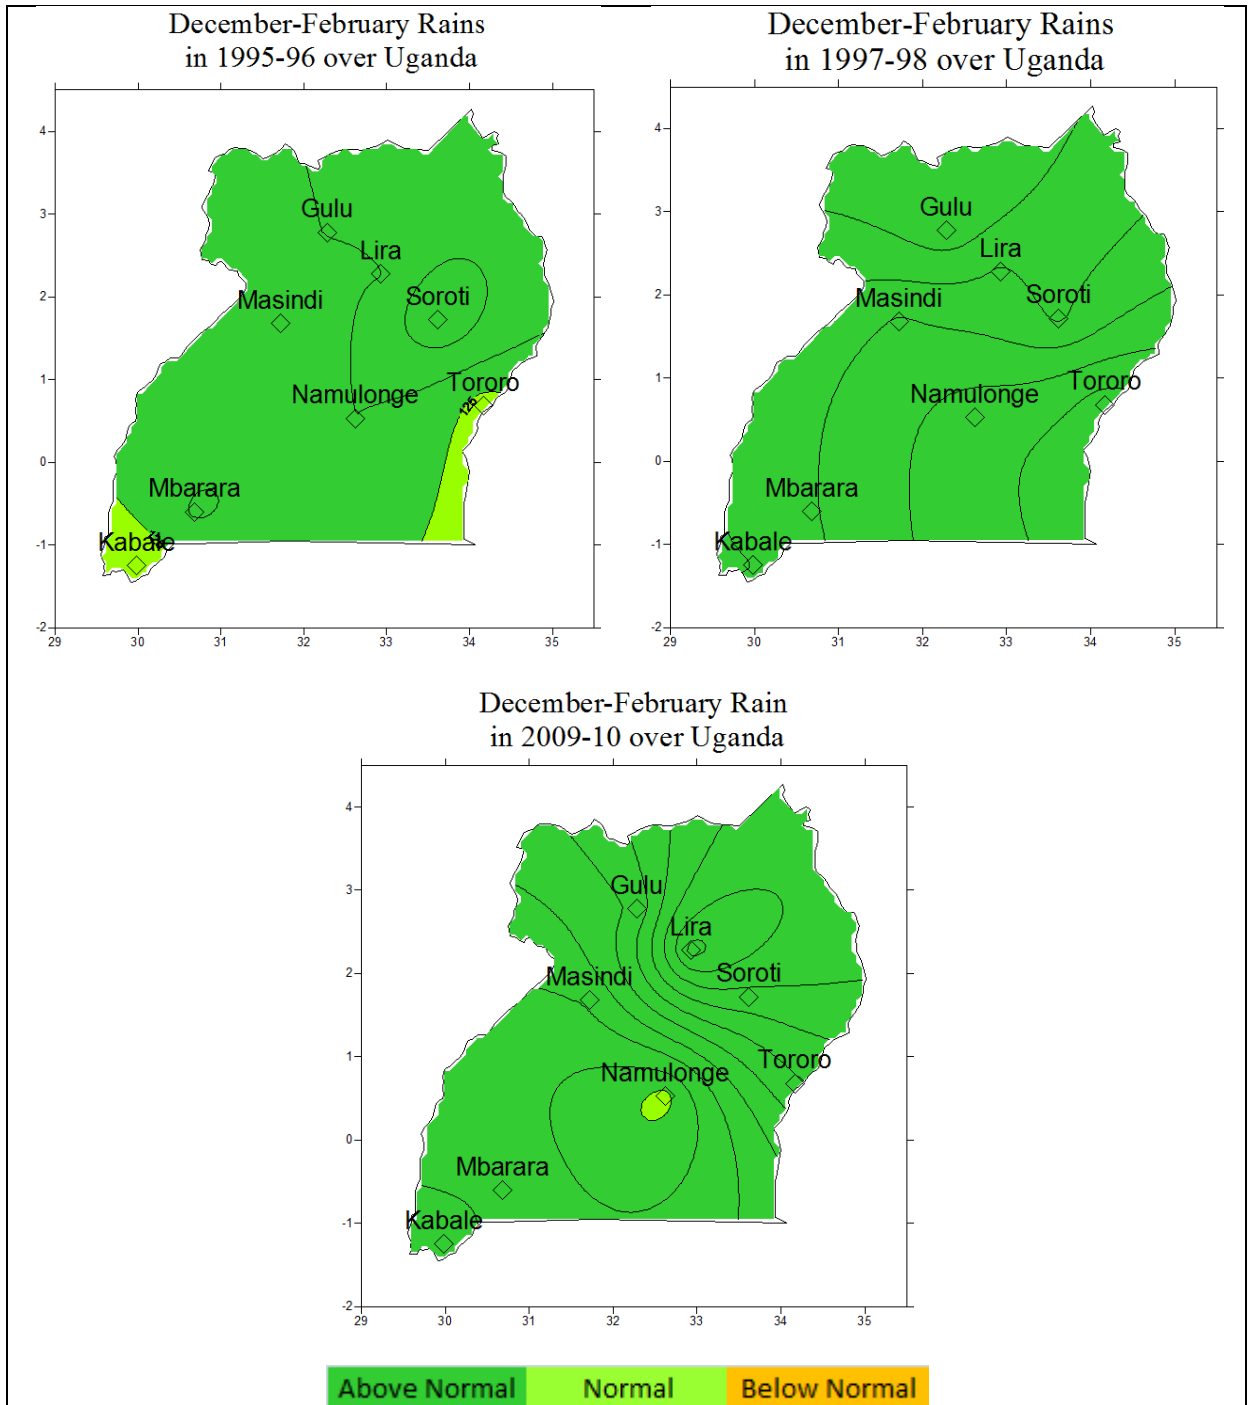 December-February Rains
in 1995-96 over Uganda
4
3
2
1
0
-1
-2
29
30
31
32
33
34
35
Gulu
Lira
Soroti
Masindi
Namulonge
Tororo
125
Mbarara
Kabale
December-February Rains
in 1997-98 over Uganda
4
3
2
1
0
-1
-2
29
30
31
32
33
34
35
Gulu
Lira
Soroti
Masindi
Namulonge
Tororo
Mbarara
Kabale
December-February Rain
in 2009-10 over Uganda
4
3
2
1
0
-1
-2
29
30
31
32
33
34
35
Gulu
Lira
Soroti
Masindi
Tororo
Namulonge
Mbarara
Kabale
Above Normal
Normal
Below Normal